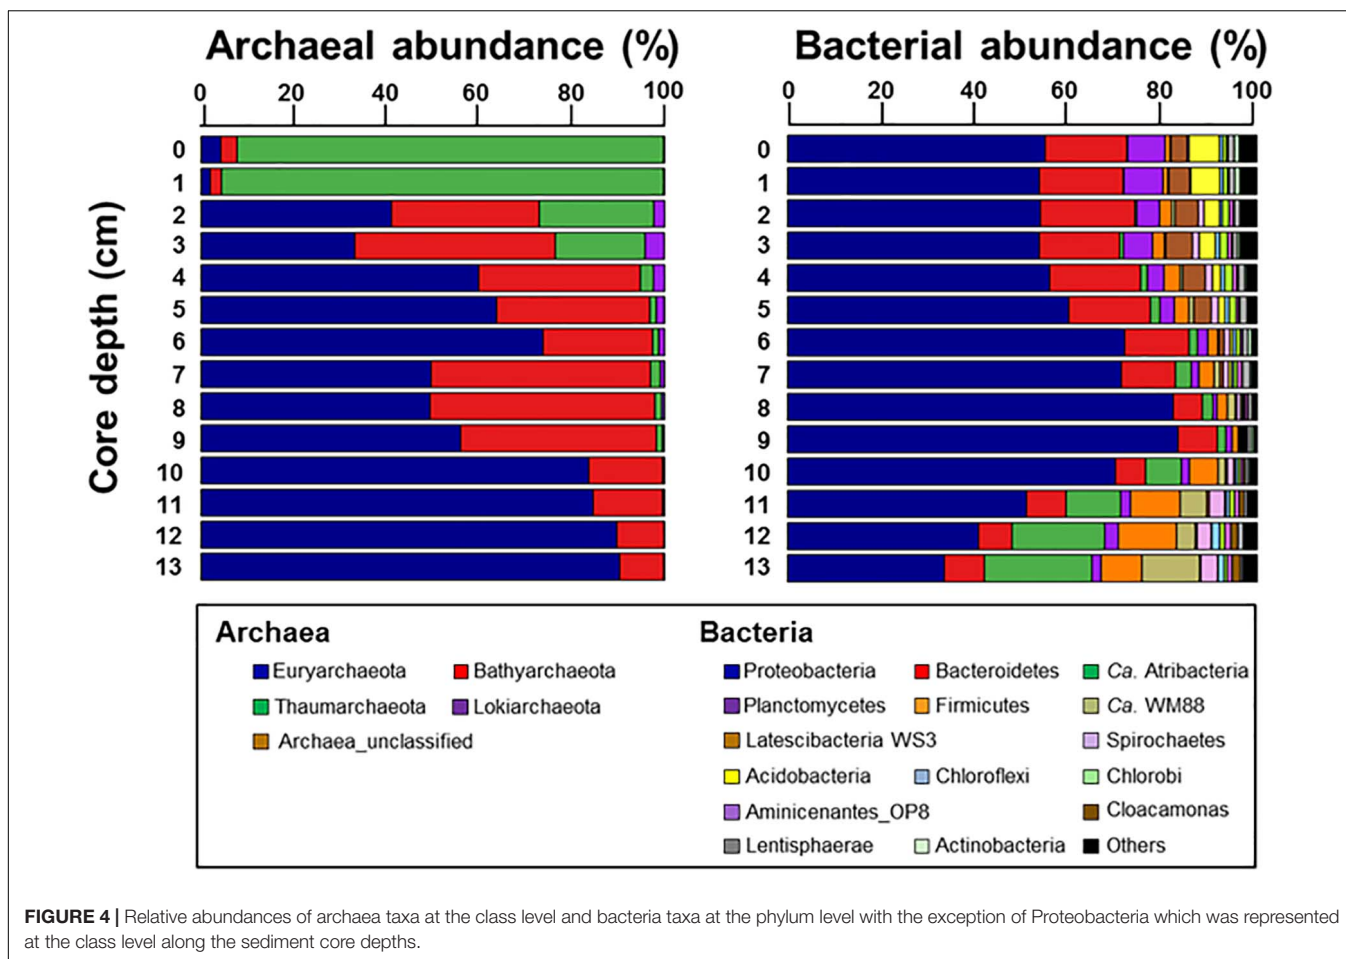 Archaeal abundance (%)
Bacterial abundance (%)
0 20 40 60 80 100
0 20 40 60 80 100
Core depth (cm)
0
1
2
3
4
5
6
7
8
9
10
11
12
13
0
1
2
3
4
5
6
7
8
9
10
11
12
13
Archaea
Euryarchaeota Bathyarchaeota
Thaumarchaeota Lokiarchaeota
Archaea_unclassified
Bacteria
Proteobacteria Bacteroidetes Ca. Atribacteria
Planctomycetes Firmicutes Ca. WM88
Latescibacteria WS3 Spirochaetes
Acidobacteria Chloroflexi Chlorobi
Aminicenantes_OP8 Cloacamonas
Lentisphaerae Actinobacteria Others
FIGURE 4 | Relative abundances of archaea taxa at the class level and bacteria taxa at the phylum level with the exception of Proteobacteria which was represented
at the class level along the sediment core depths.